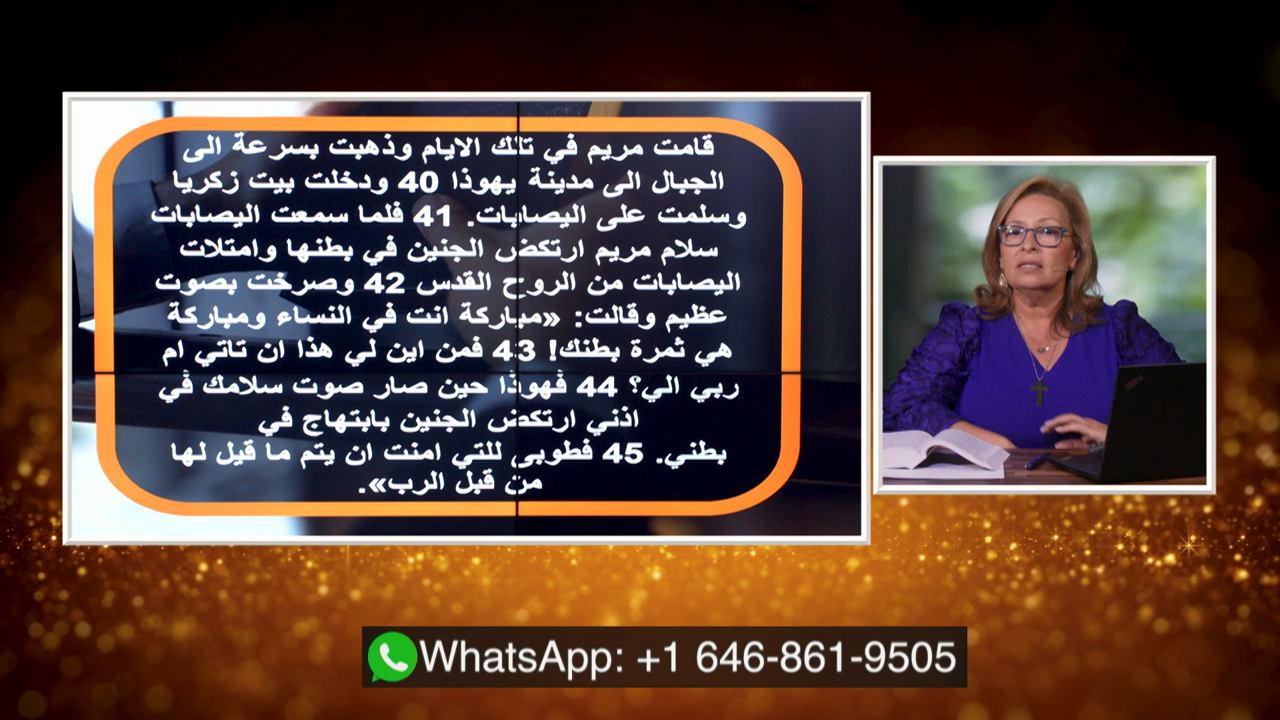 قامت مريم في تلك الايام وذهبت بسرعة الى
الجبال الى مدينة يهوذا 40 ودخلت بيت زكريا
وسلمت على اليصابات. 41 فلما سمعت اليصابات
سلام مريم ارتكض الجنين في بطنها وامتلات
اليصابات من الروح القدس 42 وصرخت بصوت
عظيم وقالت: «مباركة انت في النساء ومباركة
هي ثمرة بطنك! 43 فمن اين لي هذا ان تاتي ام
ربي الي؟ 44 فهوذا حين صار صوت سلامك في
اذني ارتكض الجنين بابتهاج في
بطني. 45 فطوبى للتي امنت ان يتم ما قيل لها
من قبل الرب».
WhatsApp: +1 646-861-9505